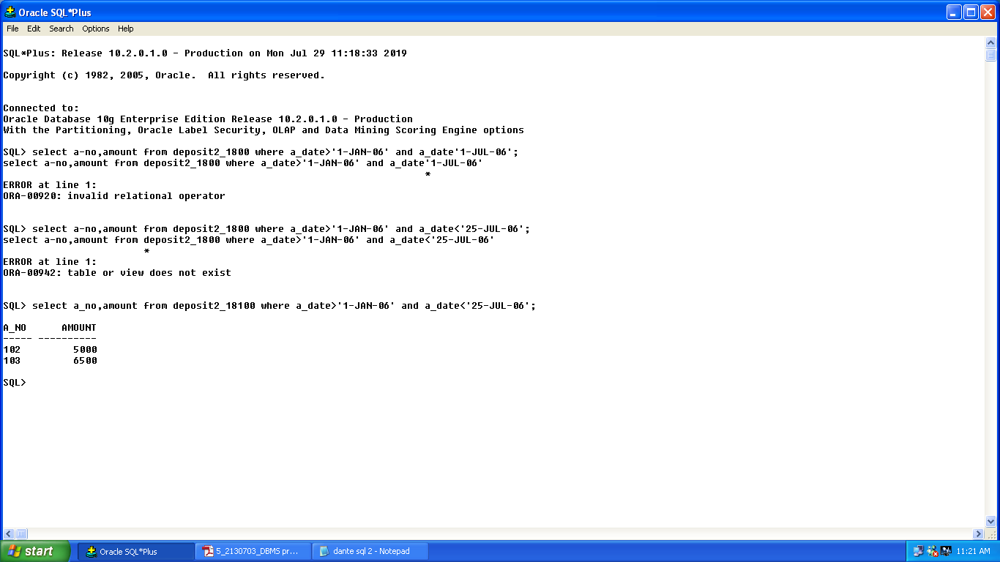 Oracle SQL*Plus
File Edit Search Options Help
SQL*Plus: Release 10.2.0.1.0 - Production on Mon Jul 29 11:18:33 2019
Copyright (c) 1982, 2005, Oracle.  All rights reserved.
Connected to:
Oracle Database 10g Enterprise Edition Release 10.2.0.1.0 - Production
With the Partitioning, Oracle Label Security, OLAP and Data Mining Scoring Engine options
SQL> select a-no,amount from deposit2_1800 where a_date>'1-JAN-06' and a_date'1-JUL-06';
select a-no,amount from deposit2_1800 where a_date>'1-JAN-06' and a_date'1-JUL-06'
*
ERROR at line 1:
ORA-00920: invalid relational operator
SQL> select a-no,amount from deposit2_1800 where a_date>'1-JAN-06' and a_date<'25-JUL-06';
select a-no,amount from deposit2_1800 where a_date>'1-JAN-06' and a_date<'25-JUL-06'
*
ERROR at line 1:
ORA-00942: table or view does not exist
SQL> select a_no,amount from deposit2_18100 where a_date>'1-JAN-06' and a_date<'25-JUL-06';
A_NO      AMOUNT
----- ----------
102         5000
103         6500
SQL>
start Oracle SQL*Plus 5_2130703_DBMS pr... dante sql 2 - Notepad 11:21 AM